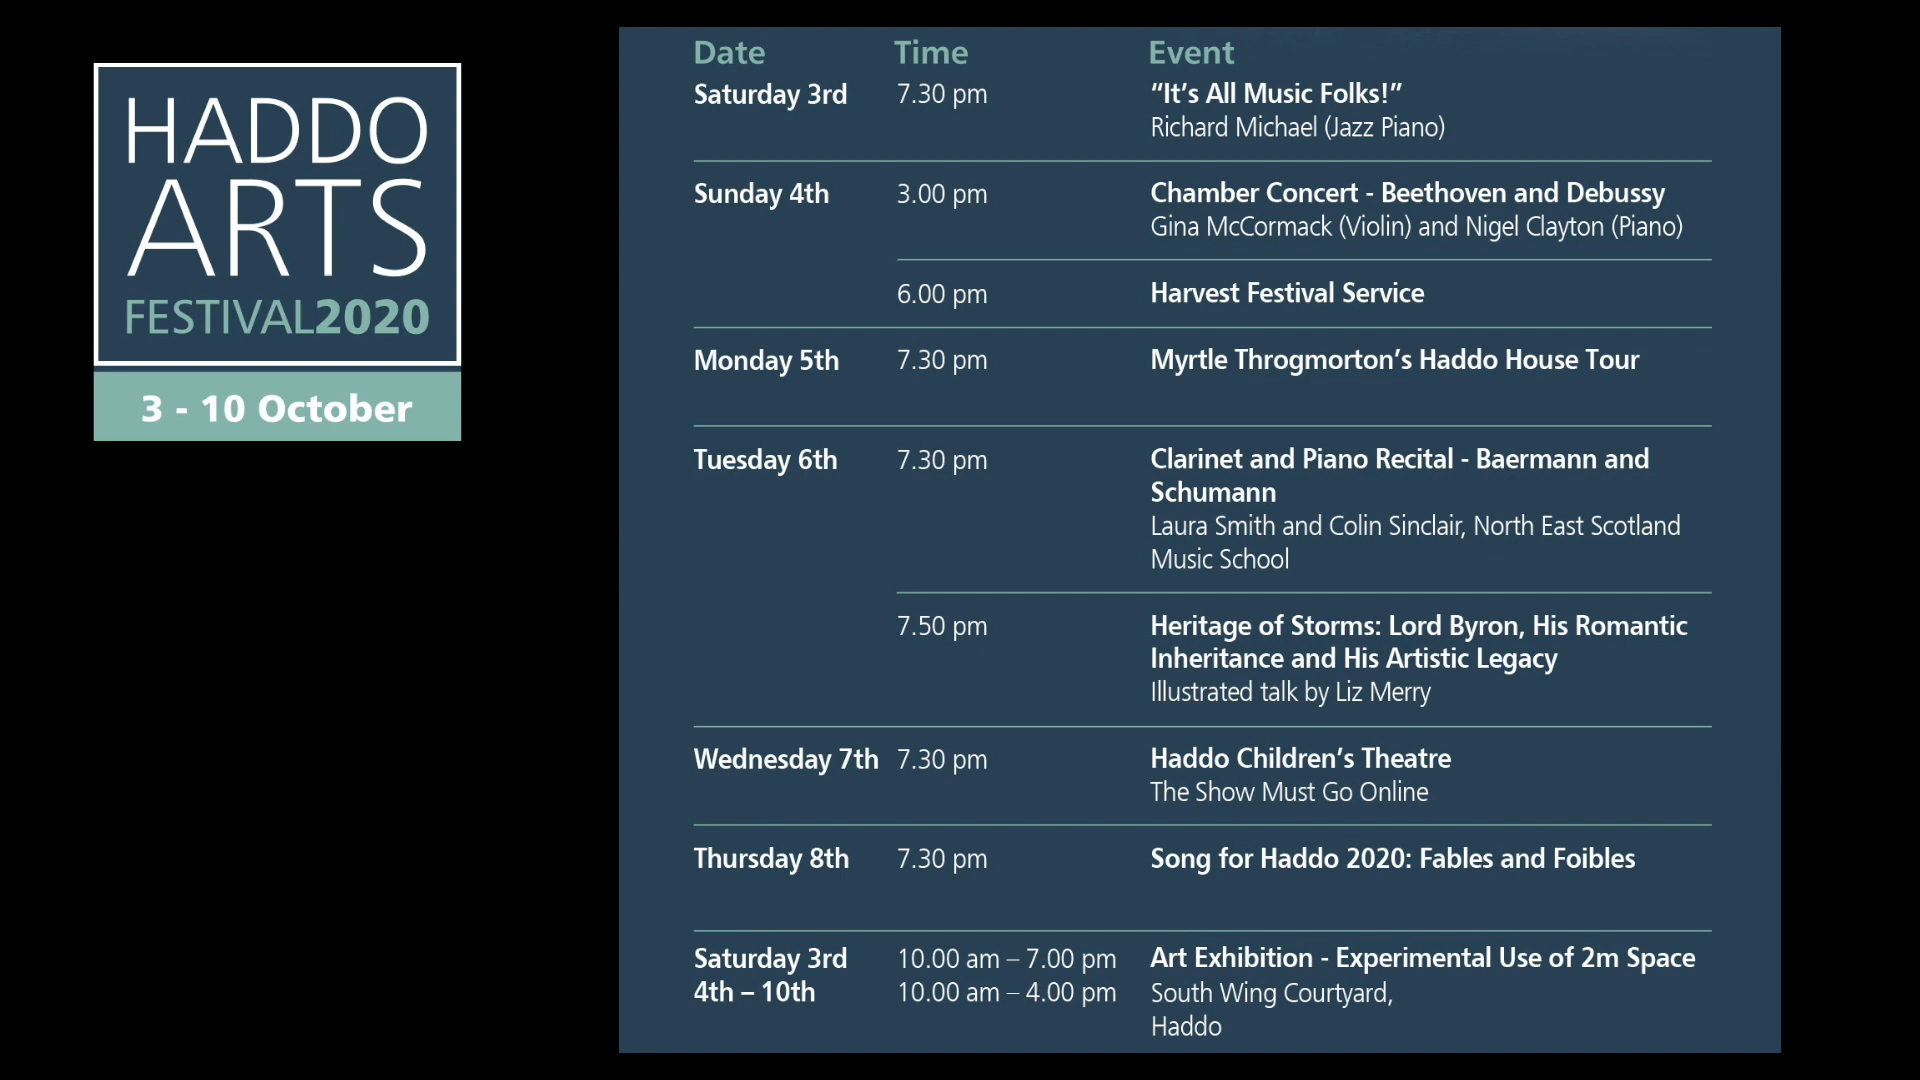 HADDO
ARTS
FESTIVAL2020
3 - 10 October
Date Time Event
Saturday 3rd 7.30 pm “It’s All Music Folks!”
Richard Michael (Jazz Piano)
Sunday 4th 3.00 pm Chamber Concert - Beethoven and Debussy
Gina McCormack (Violin) and Nigel Clayton (Piano)
6.00 pm Harvest Festival Service
Monday 5th 7.30 pm Myrtle Throgmorton’s Haddo House Tour
Tuesday 6th 7.30 pm Clarinet and Piano Recital - Baermann and
Schumann
Laura Smith and Colin Sinclair, North East Scotland
Music School
7.50 pm Heritage of Storms: Lord Byron, His Romantic
Inheritance and His Artistic Legacy
Illustrated talk by Liz Merry
Wednesday 7th 7.30 pm Haddo Children’s Theatre
The Show Must Go Online
Thursday 8th 7.30 pm Song for Haddo 2020: Fables and Foibles
Saturday 3rd 10.00 am – 7.00 pm Art Exhibition - Experimental Use of 2m Space
4th – 10th 10.00 am – 4.00 pm South Wing Courtyard,
Haddo